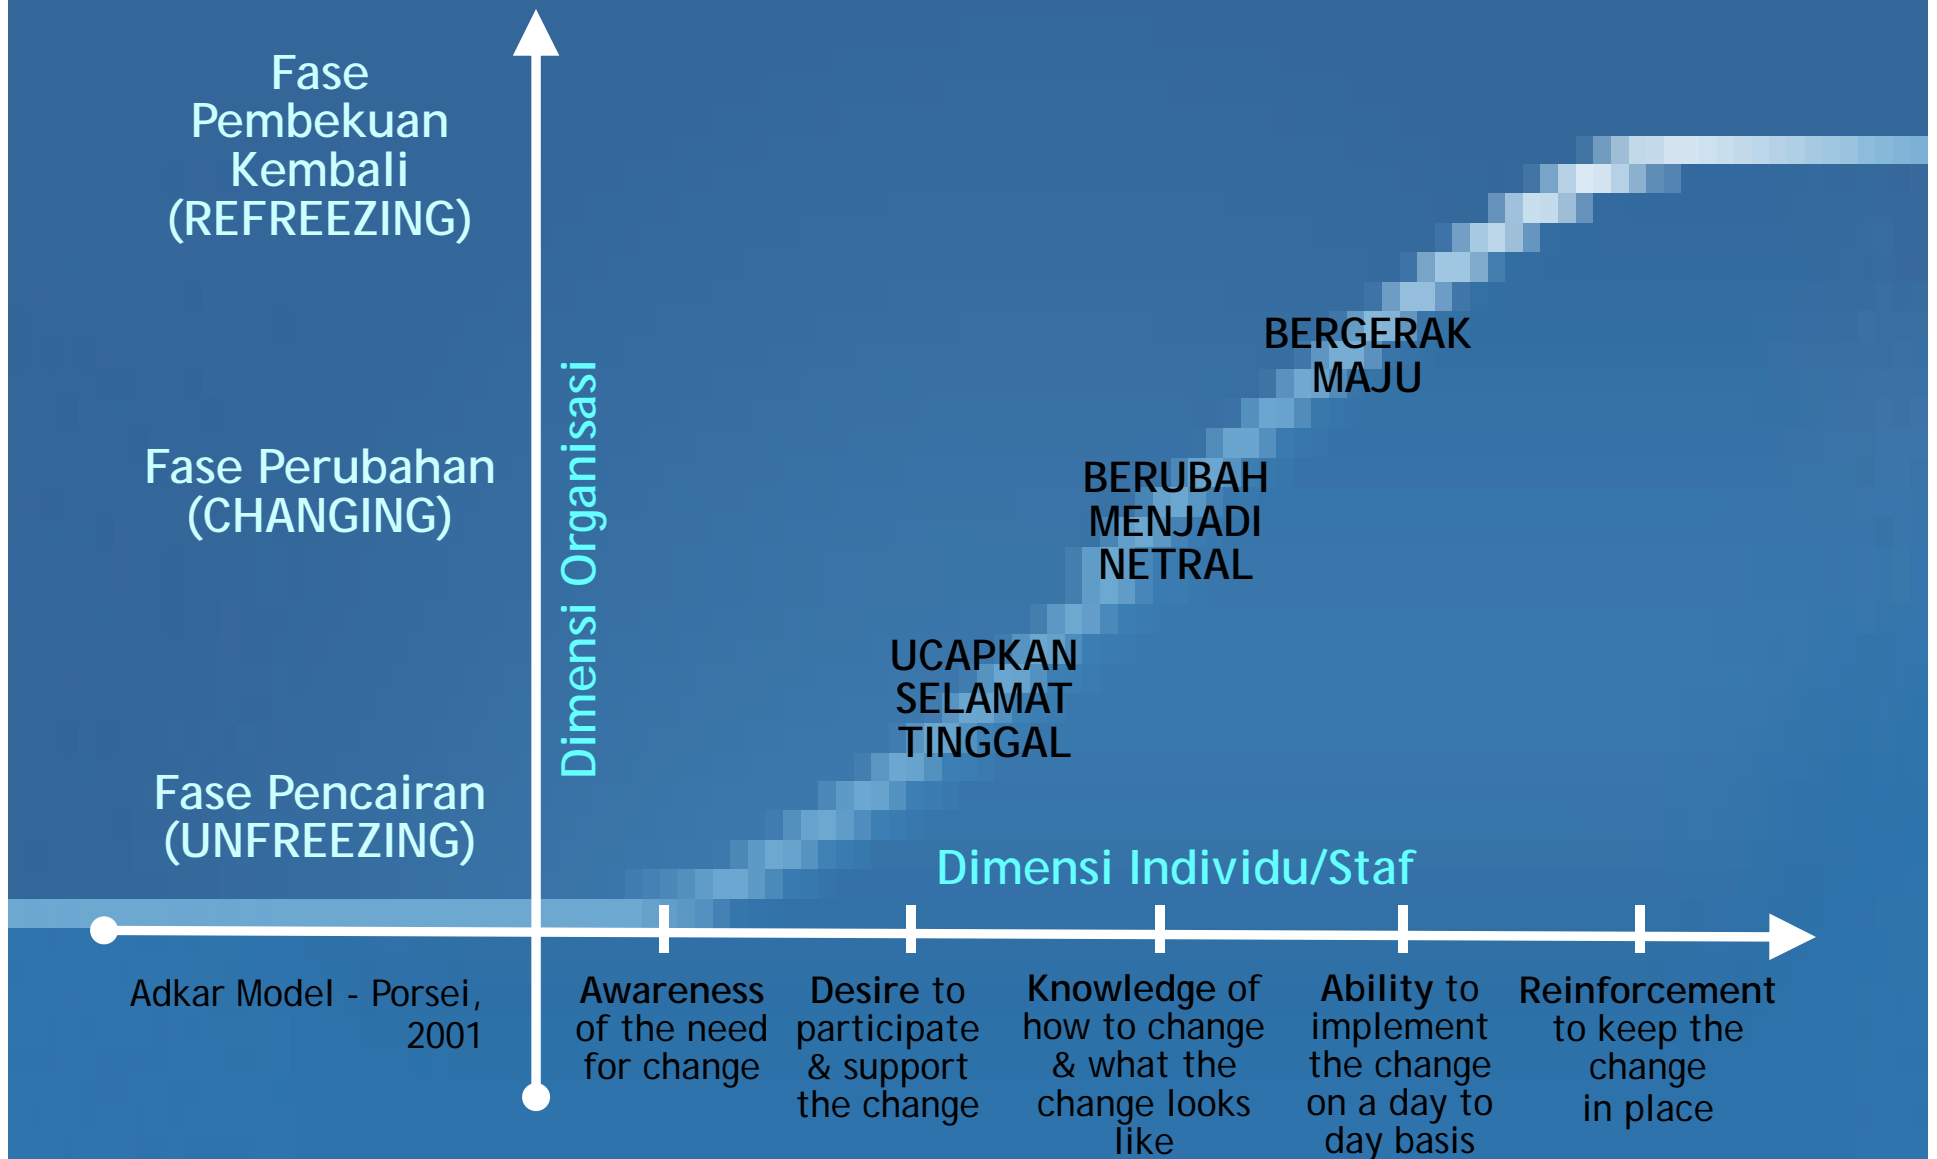 Fase
Pembekuan
Kembali
(REFREEZING)
Fase Perubahan
(CHANGING)
Fase Pencairan
(UNFREEZING)
Dimensi Organisasi
BERGERAK
MAJU
BERUBAH
MENJADI
NETRAL
UCAPKAN
SELAMAT
TINGGAL
Dimensi Individu/Staf
Adkar Model - Porsei,
2001
Awareness
of the need
for change
Desire to
participate
& support
the change
Knowledge of
how to change
& what the
change looks
like
Ability to
implement
the change
on a day to
day basis
Reinforcement
to keep the
change
in place